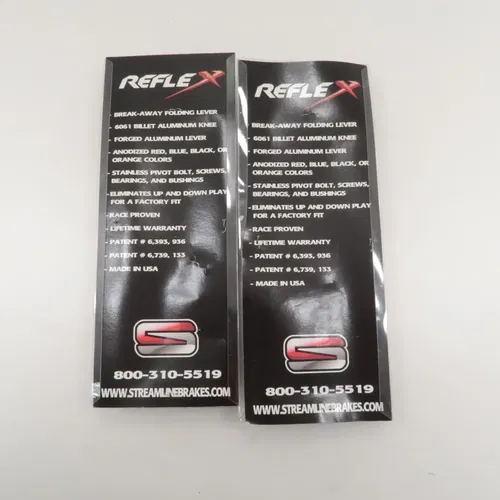 REFLEX
- BREAK-AWAY FOLDING LEVER
- 6061 BILLET ALUMINUM KNEE
- FORGED ALUMINUM LEVER
- ANODIZED RED, BLUE, BLACK, OR
ORANGE COLORS
- STAINLESS PIVOT BOLT, SCREWS,
BEARINGS, AND BUSHINGS
-ELIMINATES UP AND DOWN PLAY
FOR A FACTORY FIT
-RACE PROVEN
- LIFETIME WARRANTY
- PATENT # 6,393, 936
- PATENT # 6,739, 133
- MADE IN USA
S
800-310-5519
WWW.STREAMLINEBRAKES.COM
REFLEX
BREAK-AWAY FOLDING LEVER
- 6061 BILLET ALUMINUM KNEE
- FORGED ALUMINUM LEVER
- ANODIZED RED, BLUE, BLACK, OR
ORANGE COLORS
- STAINLESS PIVOT BOLT, SCREWS,
BEARINGS, AND BUSHINGS
-ELIMINATES UP AND DOWN PLAY
FOR A FACTORY FIT
-RACE PROVEN
- LIFETIME WARRANTY
- PATENT # 6,393, 936
- PATENT # 6,739, 133
- MADE IN USA
S
800-310-5519
WWW.STREAMLINEBRAKES.COM